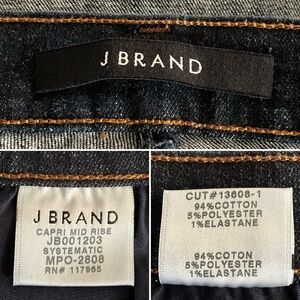 J BRAND
J BRAND
CAPRI MID RISE
JB001203
SYSTEMATIC
MPO-2808
RN# 117965
CUT#13608-1
94%COTTON
5%POLYESTER
1%ELASTANE
94%COTTON
5%POLYESTER
1%ELASTANE